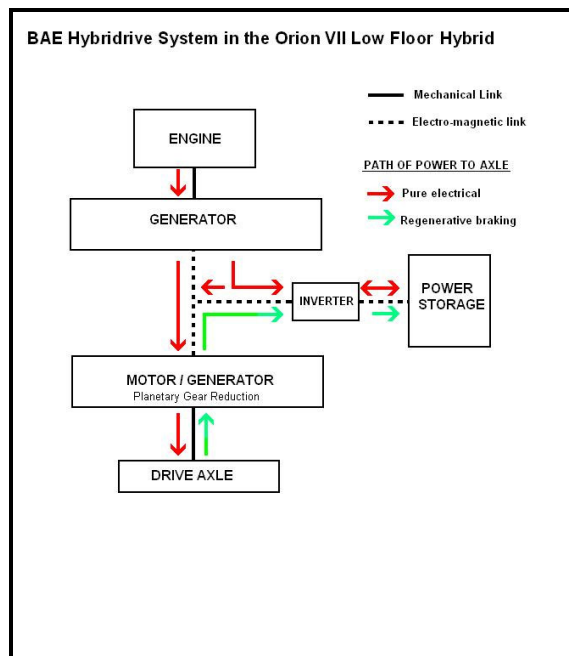 BAE Hybridrive System in the Orion VII Low Floor Hybrid
Mechanical Link
Electro-magnetic link
PATH OF POWER TO AXLE
Pure electrical
Regenerative braking
ENGINE
GENERATOR
INVERTER
POWER
STORAGE
MOTOR / GENERATOR
Planetary Gear Reduction
DRIVE AXLE